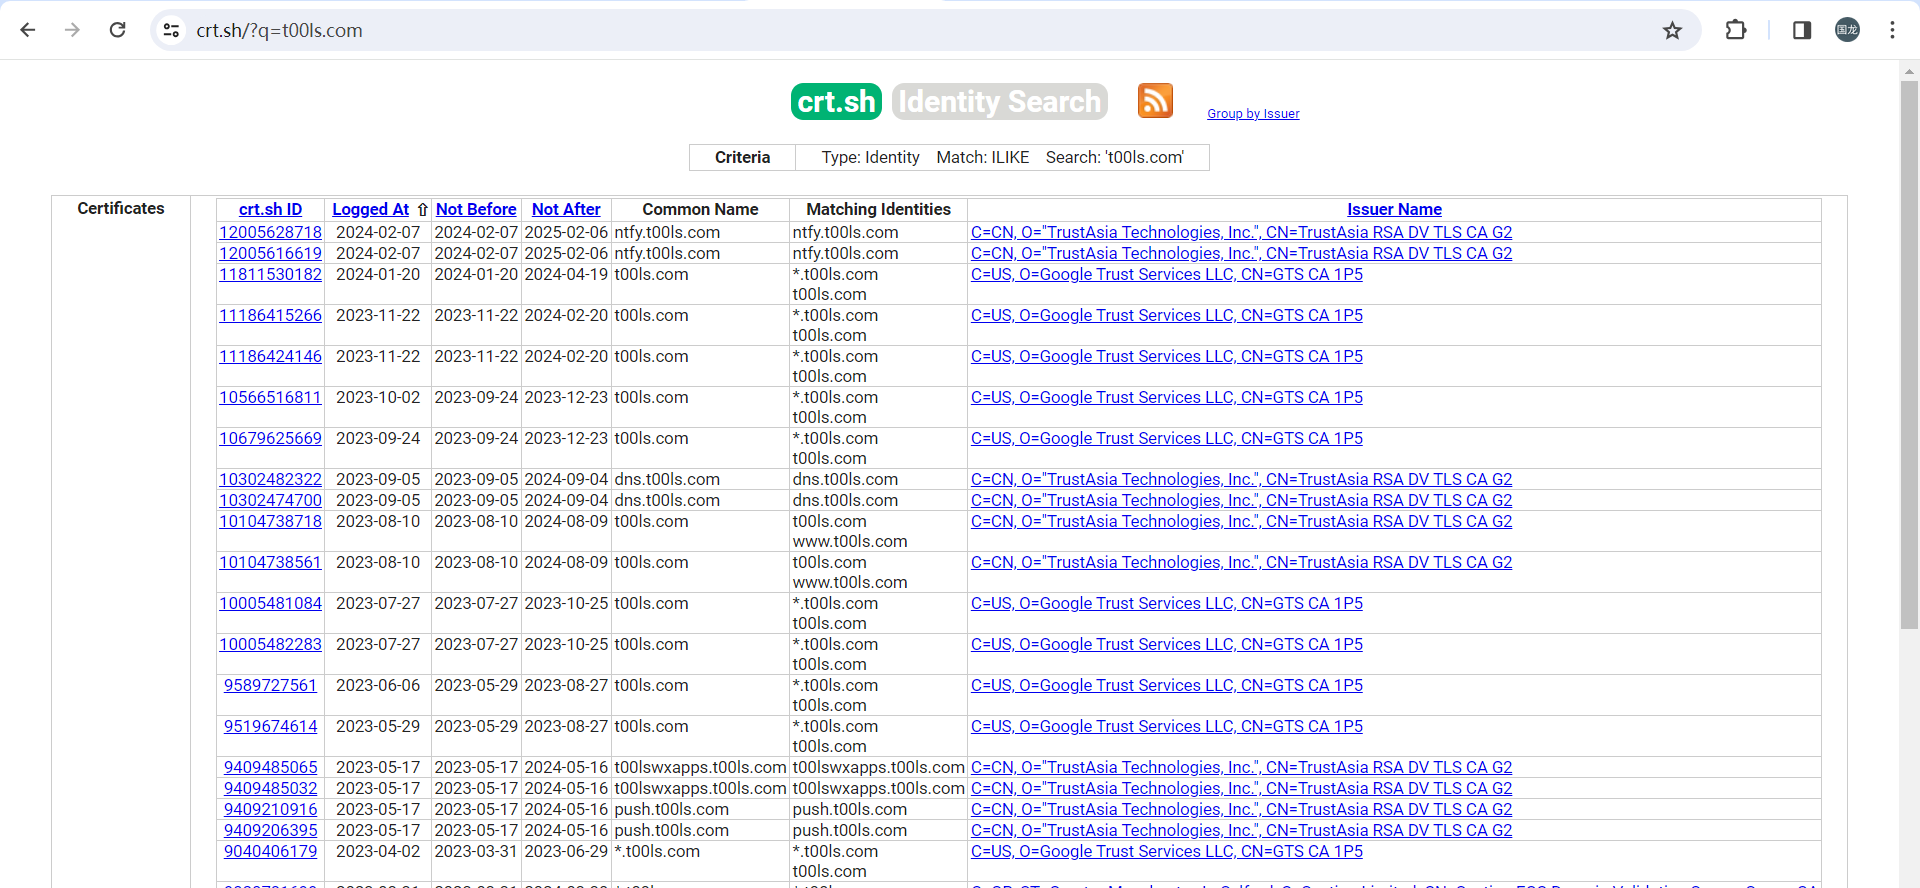 crt.sh/?q=t00ls.com
国龙
crt.sh Identity Search Group by Issuer
Criteria Type: Identity Match: ILIKE Search: 't00ls.com'
Certificates
crt.sh ID Logged At ⇧ Not Before Not After Common Name Matching Identities Issuer Name
12005628718 2024-02-07 2024-02-07 2025-02-06 ntfy.t00ls.com ntfy.t00ls.com C=CN, O="TrustAsia Technologies, Inc.", CN=TrustAsia RSA DV TLS CA G2
12005616619 2024-02-07 2024-02-07 2025-02-06 ntfy.t00ls.com ntfy.t00ls.com C=CN, O="TrustAsia Technologies, Inc.", CN=TrustAsia RSA DV TLS CA G2
11811530182 2024-01-20 2024-01-20 2024-04-19 t00ls.com *.t00ls.com C=US, O=Google Trust Services LLC, CN=GTS CA 1P5
t00ls.com
11186415266 2023-11-22 2023-11-22 2024-02-20 t00ls.com *.t00ls.com C=US, O=Google Trust Services LLC, CN=GTS CA 1P5
t00ls.com
11186424146 2023-11-22 2023-11-22 2024-02-20 t00ls.com *.t00ls.com C=US, O=Google Trust Services LLC, CN=GTS CA 1P5
t00ls.com
10566516811 2023-10-02 2023-09-24 2023-12-23 t00ls.com *.t00ls.com C=US, O=Google Trust Services LLC, CN=GTS CA 1P5
t00ls.com
10679625669 2023-09-24 2023-09-24 2023-12-23 t00ls.com *.t00ls.com C=US, O=Google Trust Services LLC, CN=GTS CA 1P5
t00ls.com
10302482322 2023-09-05 2023-09-05 2024-09-04 dns.t00ls.com dns.t00ls.com C=CN, O="TrustAsia Technologies, Inc.", CN=TrustAsia RSA DV TLS CA G2
10302474700 2023-09-05 2023-09-05 2024-09-04 dns.t00ls.com dns.t00ls.com C=CN, O="TrustAsia Technologies, Inc.", CN=TrustAsia RSA DV TLS CA G2
10104738718 2023-08-10 2023-08-10 2024-08-09 t00ls.com t00ls.com C=CN, O="TrustAsia Technologies, Inc.", CN=TrustAsia RSA DV TLS CA G2
www.t00ls.com
10104738561 2023-08-10 2023-08-10 2024-08-09 t00ls.com t00ls.com C=CN, O="TrustAsia Technologies, Inc.", CN=TrustAsia RSA DV TLS CA G2
www.t00ls.com
10005481084 2023-07-27 2023-07-27 2023-10-25 t00ls.com *.t00ls.com C=US, O=Google Trust Services LLC, CN=GTS CA 1P5
t00ls.com
10005482283 2023-07-27 2023-07-27 2023-10-25 t00ls.com *.t00ls.com C=US, O=Google Trust Services LLC, CN=GTS CA 1P5
t00ls.com
9589727561 2023-06-06 2023-05-29 2023-08-27 t00ls.com *.t00ls.com C=US, O=Google Trust Services LLC, CN=GTS CA 1P5
t00ls.com
9519674614 2023-05-29 2023-05-29 2023-08-27 t00ls.com *.t00ls.com C=US, O=Google Trust Services LLC, CN=GTS CA 1P5
t00ls.com
9409485065 2023-05-17 2023-05-17 2024-05-16 t00lswxapps.t00ls.com t00lswxapps.t00ls.com C=CN, O="TrustAsia Technologies, Inc.", CN=TrustAsia RSA DV TLS CA G2
9409485032 2023-05-17 2023-05-17 2024-05-16 t00lswxapps.t00ls.com t00lswxapps.t00ls.com C=CN, O="TrustAsia Technologies, Inc.", CN=TrustAsia RSA DV TLS CA G2
9409210916 2023-05-17 2023-05-17 2024-05-16 push.t00ls.com push.t00ls.com C=CN, O="TrustAsia Technologies, Inc.", CN=TrustAsia RSA DV TLS CA G2
9409206395 2023-05-17 2023-05-17 2024-05-16 push.t00ls.com push.t00ls.com C=CN, O="TrustAsia Technologies, Inc.", CN=TrustAsia RSA DV TLS CA G2
9040406179 2023-04-02 2023-03-31 2023-06-29 *.t00ls.com *.t00ls.com C=US, O=Google Trust Services LLC, CN=GTS CA 1P5
t00ls.com